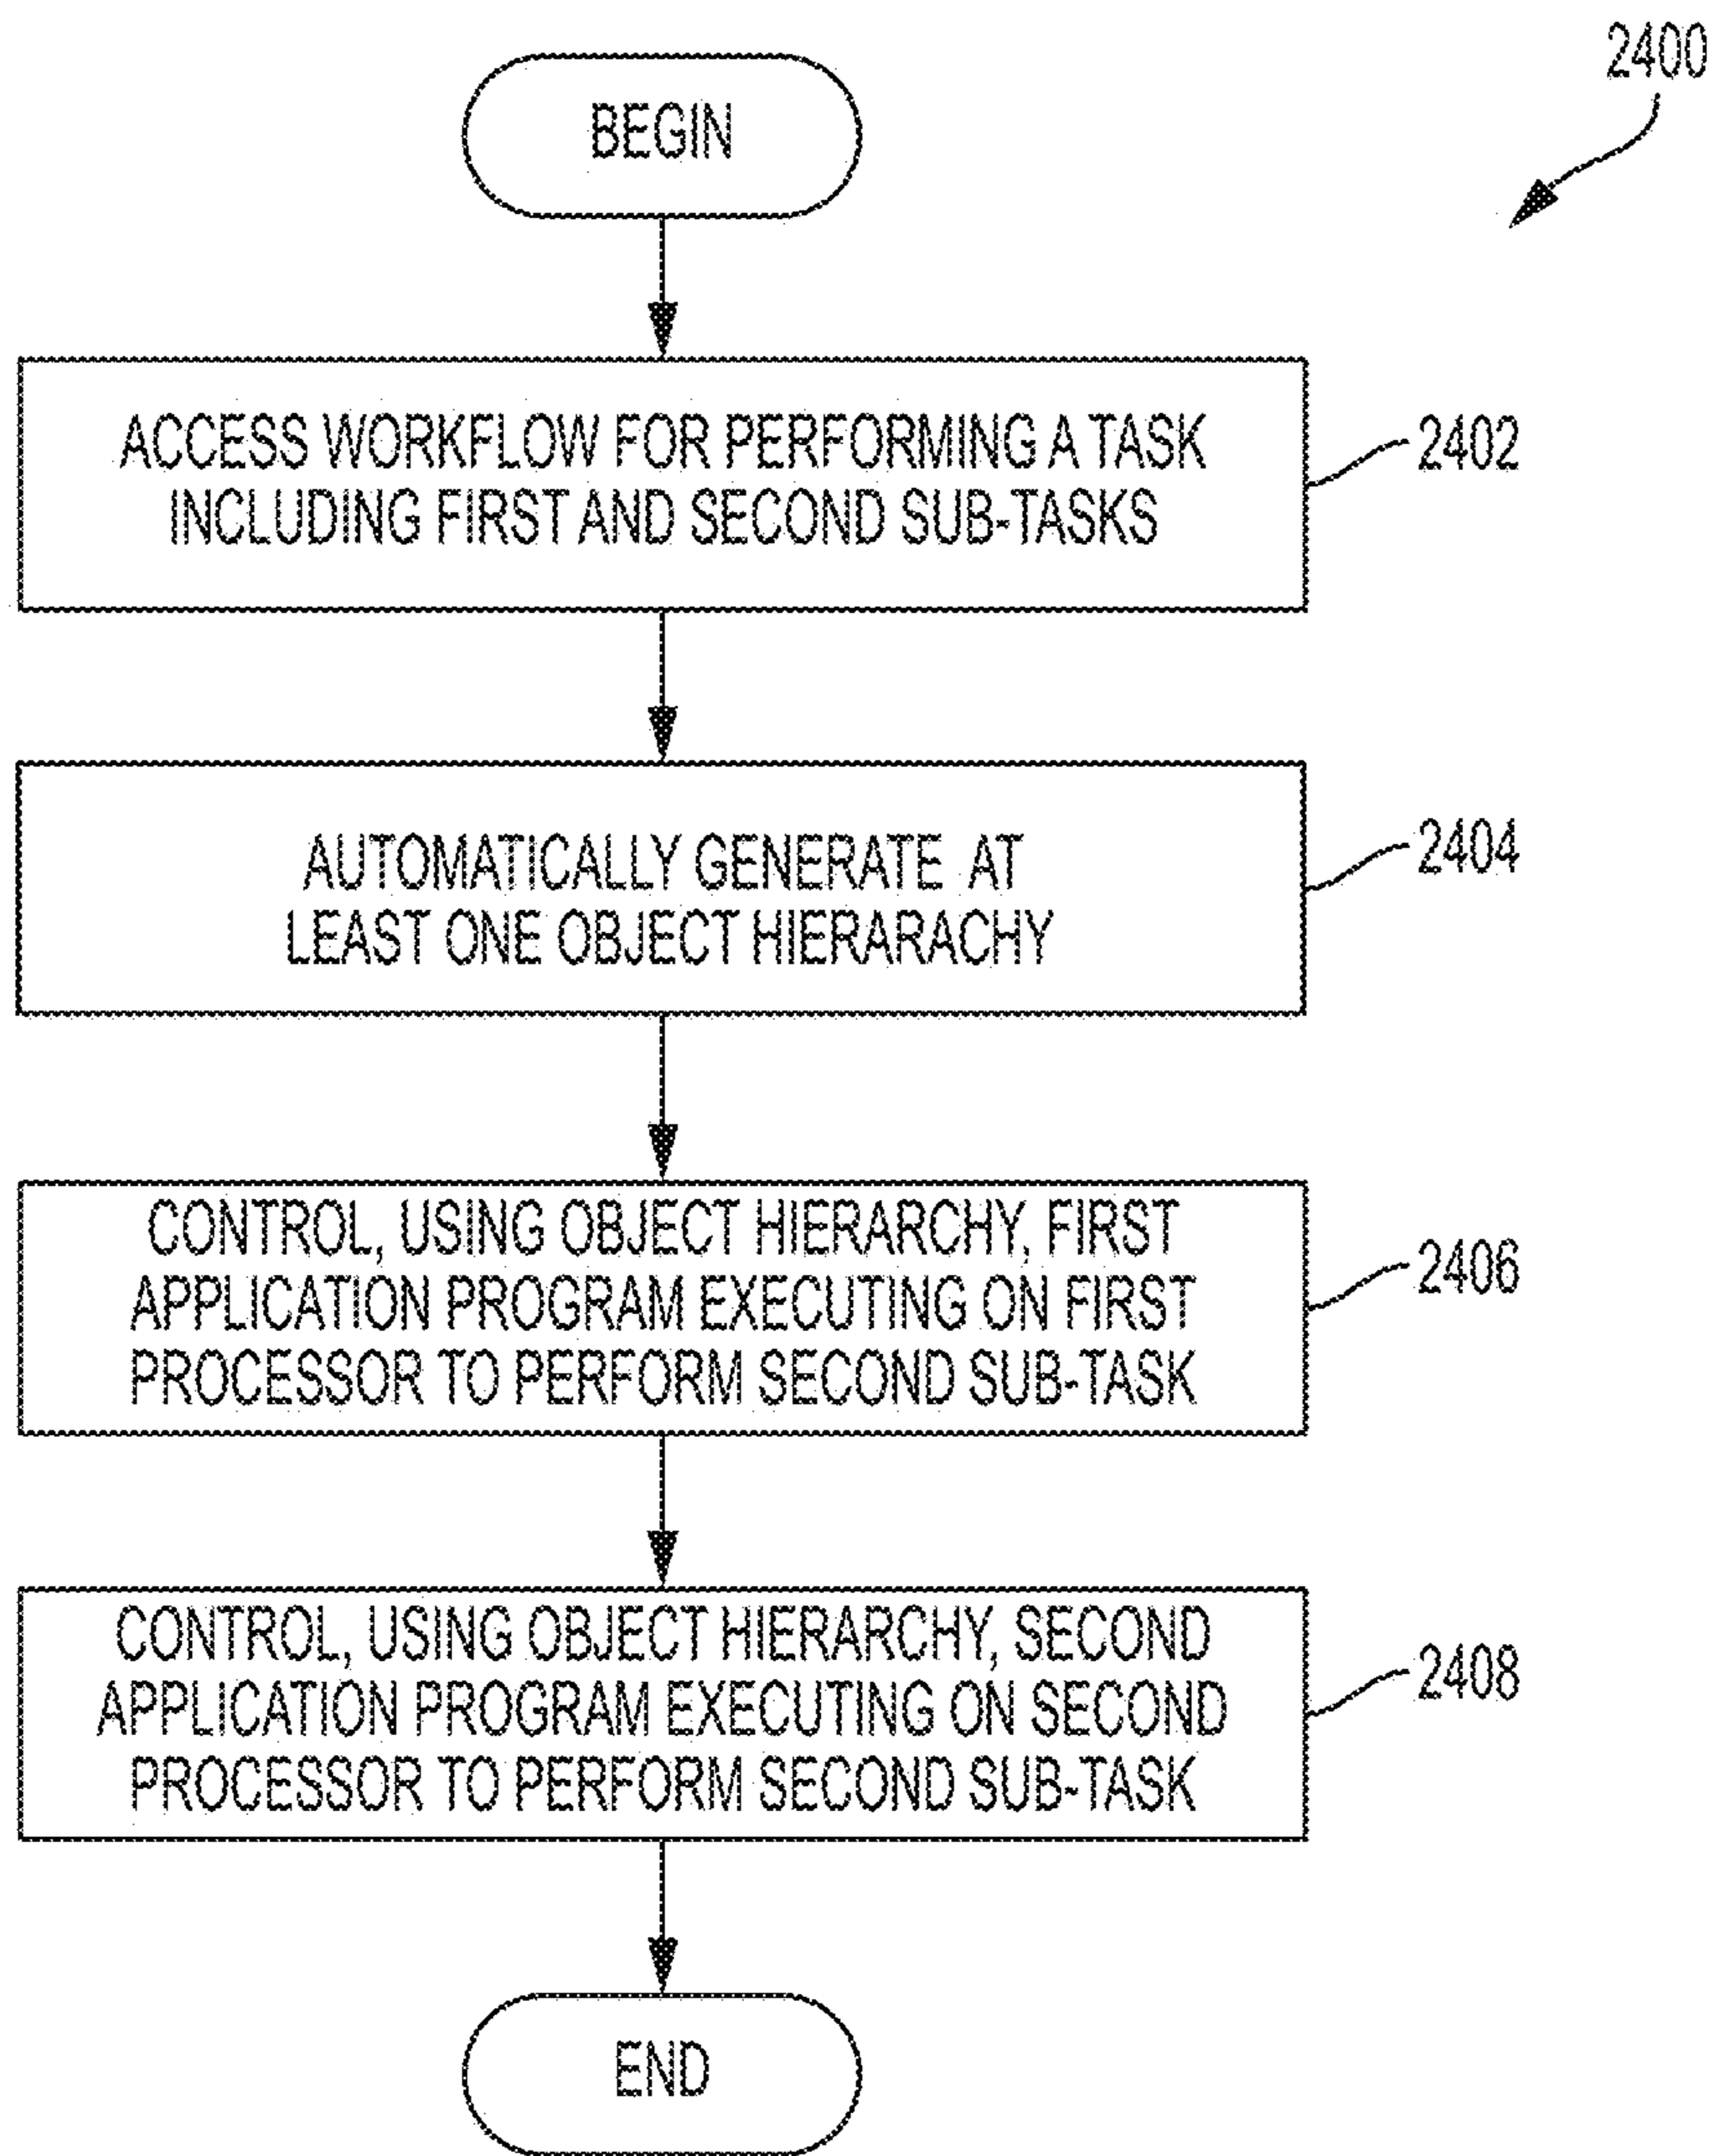 2400
BEGIN
ACCESS WORKFLOW FOR PERFORMING A TASK
INCLUDING FIRST AND SECOND SUB-TASKS
2402
AUTOMATICALLY GENERATE AT
LEAST ONE OBJECT HIERARACHY
2404
CONTROL, USING OBJECT HIERARCHY, FIRST
APPLICATION PROGRAM EXECUTING ON FIRST
PROCESSOR TO PERFORM SECOND SUB-TASK
2406
CONTROL, USING OBJECT HIERARCHY, SECOND
APPLICATION PROGRAM EXECUTING ON SECOND
PROCESSOR TO PERFORM SECOND SUB-TASK
2408
END